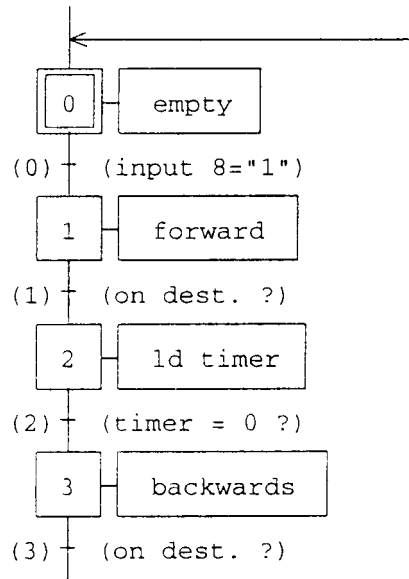 0 empty
(0) (input 8="1")
1 forward
(1) (on dest. ?)
2 ld timer
(2) (timer = 0 ?)
3 backwards
(3) (on dest. ?)